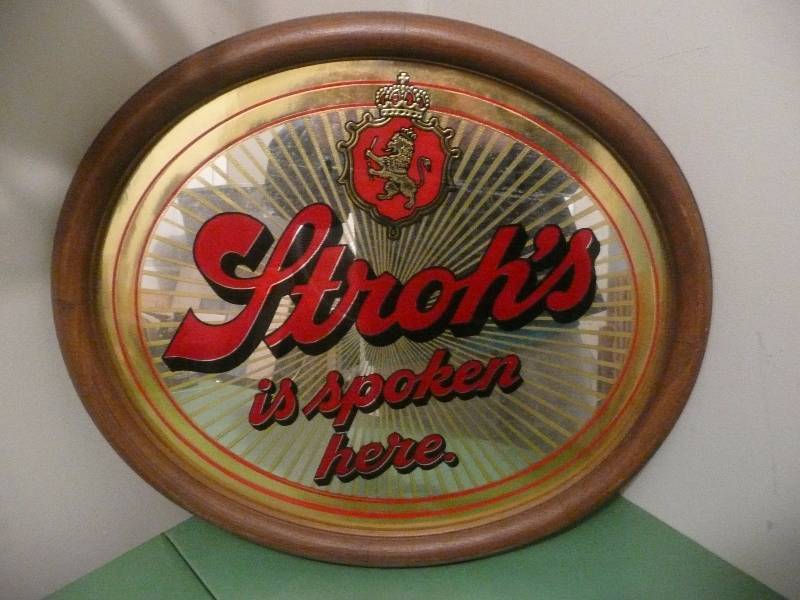 Stroh's
is spoken
here.